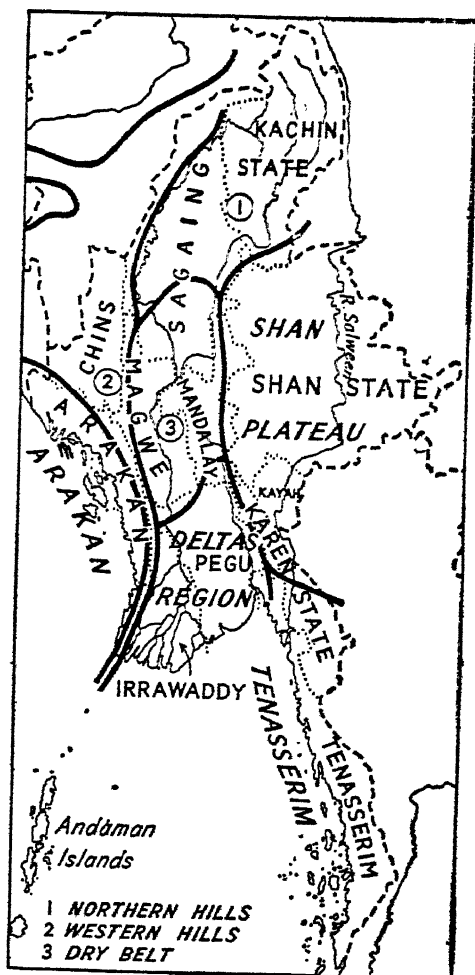 KACHIN
STATE
1
SAGAING
R. Salween
CHINS
2
SHAN
SHAN STATE
PLATEAU
MAGWE
MANDALAY
3
ARAKAN
ARAKAN
KAYAH
KAREN STATE
DELTAS
PEGU
REGION
IRRAWADDY
TENASSERIM
TENASSERIM
Andaman
Islands
1 NORTHERN HILLS
2 WESTERN HILLS
3 DRY BELT